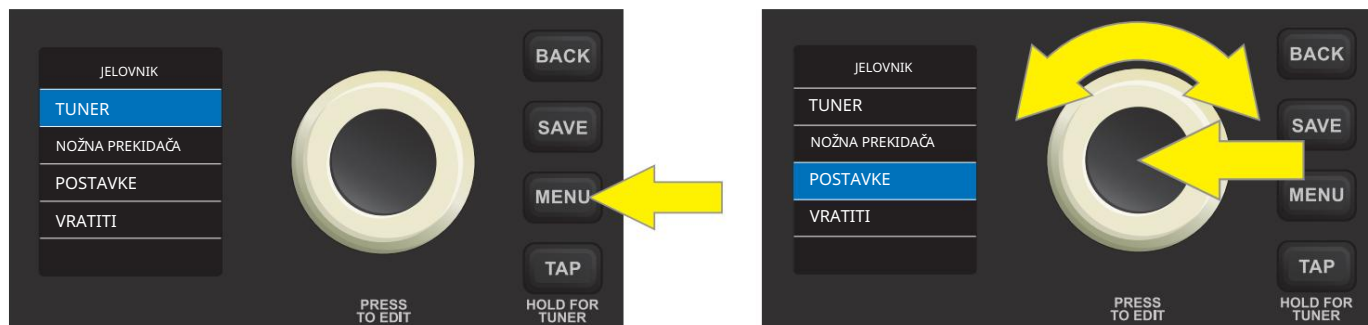 JELOVNIK
TUNER
NOŽNA PREKIDAČA
POSTAVKE
VRATITI
BACK
SAVE
MENU
TAP
PRESS
TO EDIT
HOLD FOR
TUNER
JELOVNIK
TUNER
NOŽNA PREKIDAČA
POSTAVKE
VRATITI
BACK
SAVE
MENU
TAP
PRESS
TO EDIT
HOLD FOR
TUNER